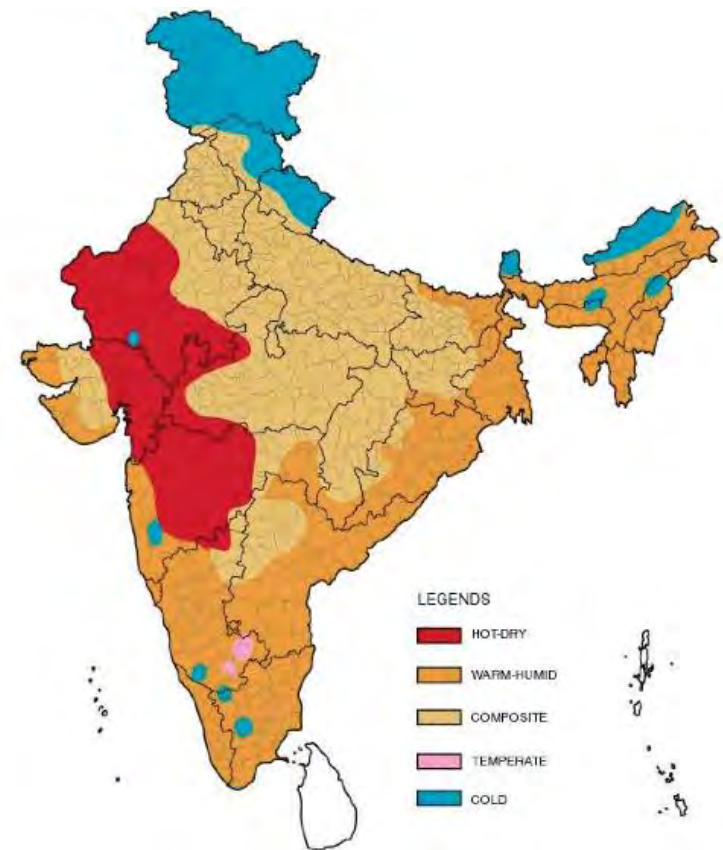 LEGENDS
HOT-DRY
WARM-HUMID
COMPOSITE
TEMPERATE
COLD